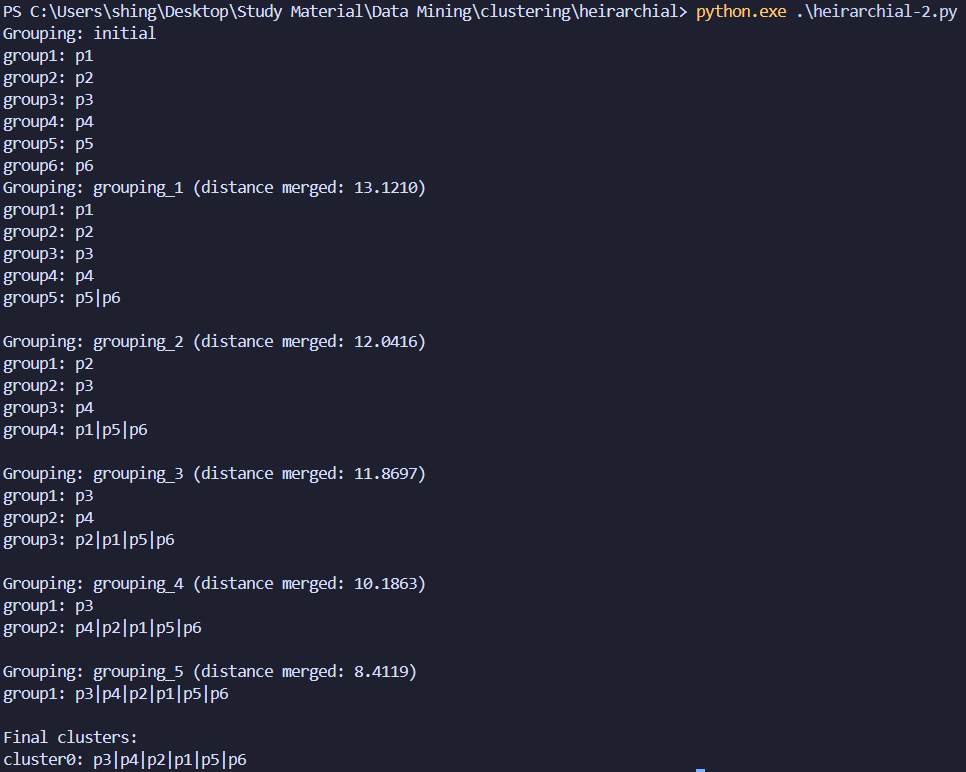 PS C:\Users\shing\Desktop\Study Material\Data Mining\clustering\heirarchial> python.exe .\heirarchial-2.py
Grouping: initial
group1: p1
group2: p2
group3: p3
group4: p4
group5: p5
group6: p6
Grouping: grouping_1 (distance merged: 13.1210)
group1: p1
group2: p2
group3: p3
group4: p4
group5: p5|p6
Grouping: grouping_2 (distance merged: 12.0416)
group1: p2
group2: p3
group3: p4
group4: p1|p5|p6
Grouping: grouping_3 (distance merged: 11.8697)
group1: p3
group2: p4
group3: p2|p1|p5|p6
Grouping: grouping_4 (distance merged: 10.1863)
group1: p3
group2: p4|p2|p1|p5|p6
Grouping: grouping_5 (distance merged: 8.4119)
group1: p3|p4|p2|p1|p5|p6
Final clusters:
cluster0: p3|p4|p2|p1|p5|p6